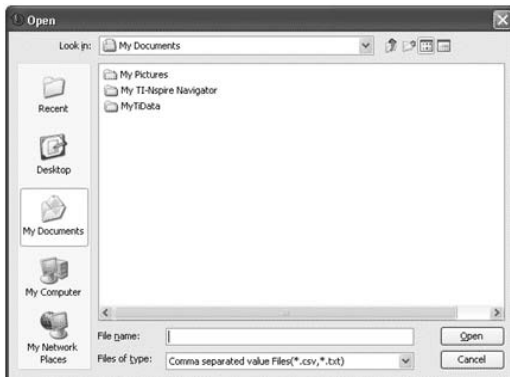 Open
Look in: My Documents
My Pictures
My TI-Nspire Navigator
MyTiData
Recent
Desktop
My Documents
My Computer
My Network
Places
File name:
Open
Files of type: Comma separated value Files(*.csv,*.txt)
Cancel